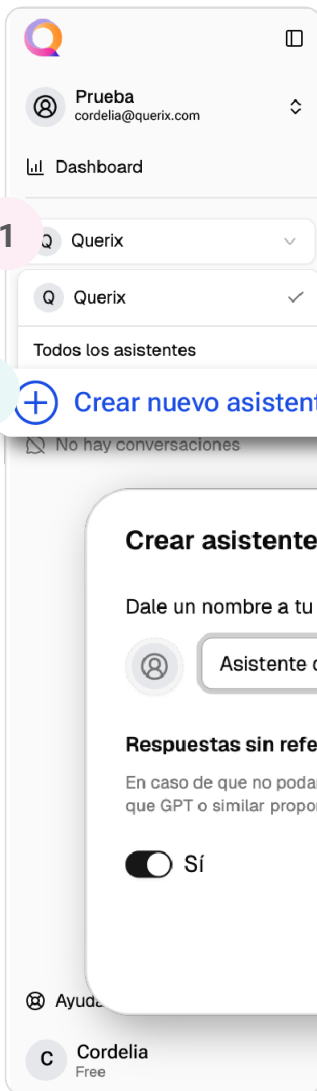 Prueba
cordelia@querix.com
Dashboard
1
Q Querix
Q Querix
Todos los asistentes
Crear nuevo asistent
No hay conversaciones
Crear asistente
Dale un nombre a tu
Asistente
Respuestas sin refe
En caso de que no poda
que GPT o similar propo
Sí
Ayuda
C Cordelia
Free